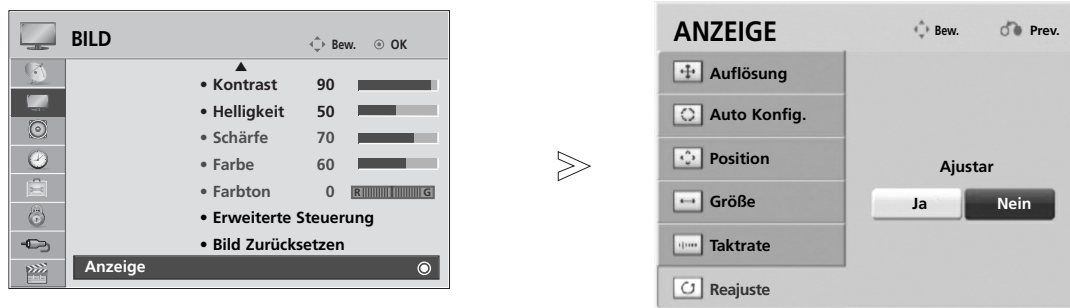 BILD
Bew. OK
• Kontrast 90
• Helligkeit 50
• Schärfe 70
• Farbe 60
• Farbton 0 R G
• Erweiterte Steuerung
• Bild Zurücksetzen
Anzeige
ANZEIGE
Bew. Prev.
Auflösung
Auto Konfig.
Position
Größe
Taktrate
Reajuste
Ajustar
Ja Nein